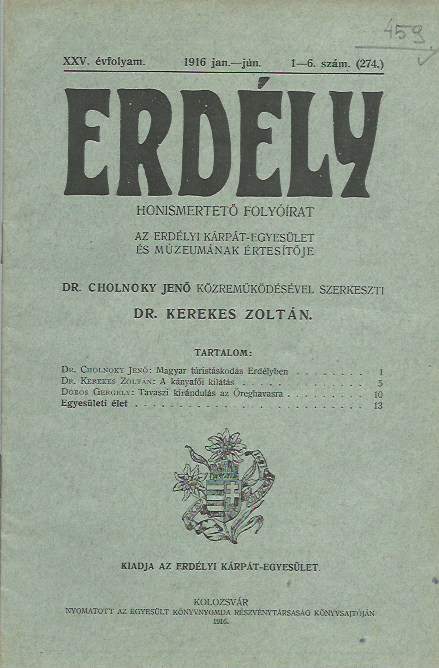 459
XXV. évfolyam. 1916 jan.—jún. 1—6. szám. (274.)
ERDÉLY
HONISMERTETŐ FOLYÓÍRAT
AZ ERDÉLYI KÁRPÁT-EGYESÜLET
ÉS MÚZEUMÁNAK ÉRTESÍTŐJE
DR. CHOLNOKY JENŐ KÖZREMŰKÖDÉSÉVEL SZERKESZTI
DR. KEREKES ZOLTÁN.
TARTALOM:
DR. CHOLNOKY JENŐ: Magyar túristáskodás Erdélyben . . . . . . . . 1
DR. KEREKES ZOLTÁN: A kányafői kilátás . . . . . . . . . . . . . . 5
DOROS GERGELY: Tavaszi kirándulás az Öreghavasra . . . . . . . . . 10
Egyesületi élet . . . . . . . . . . . . . . . . . . . . . . . . . 13
KIADJA AZ ERDÉLYI KÁRPÁT-EGYESÜLET.
KOLOZSVÁR
NYOMATOTT AZ EGYESÜLT KÖNYVNYOMDA RÉSZVÉNYTÁRSASÁG KÖNYVSAJTÓJÁN
1916.